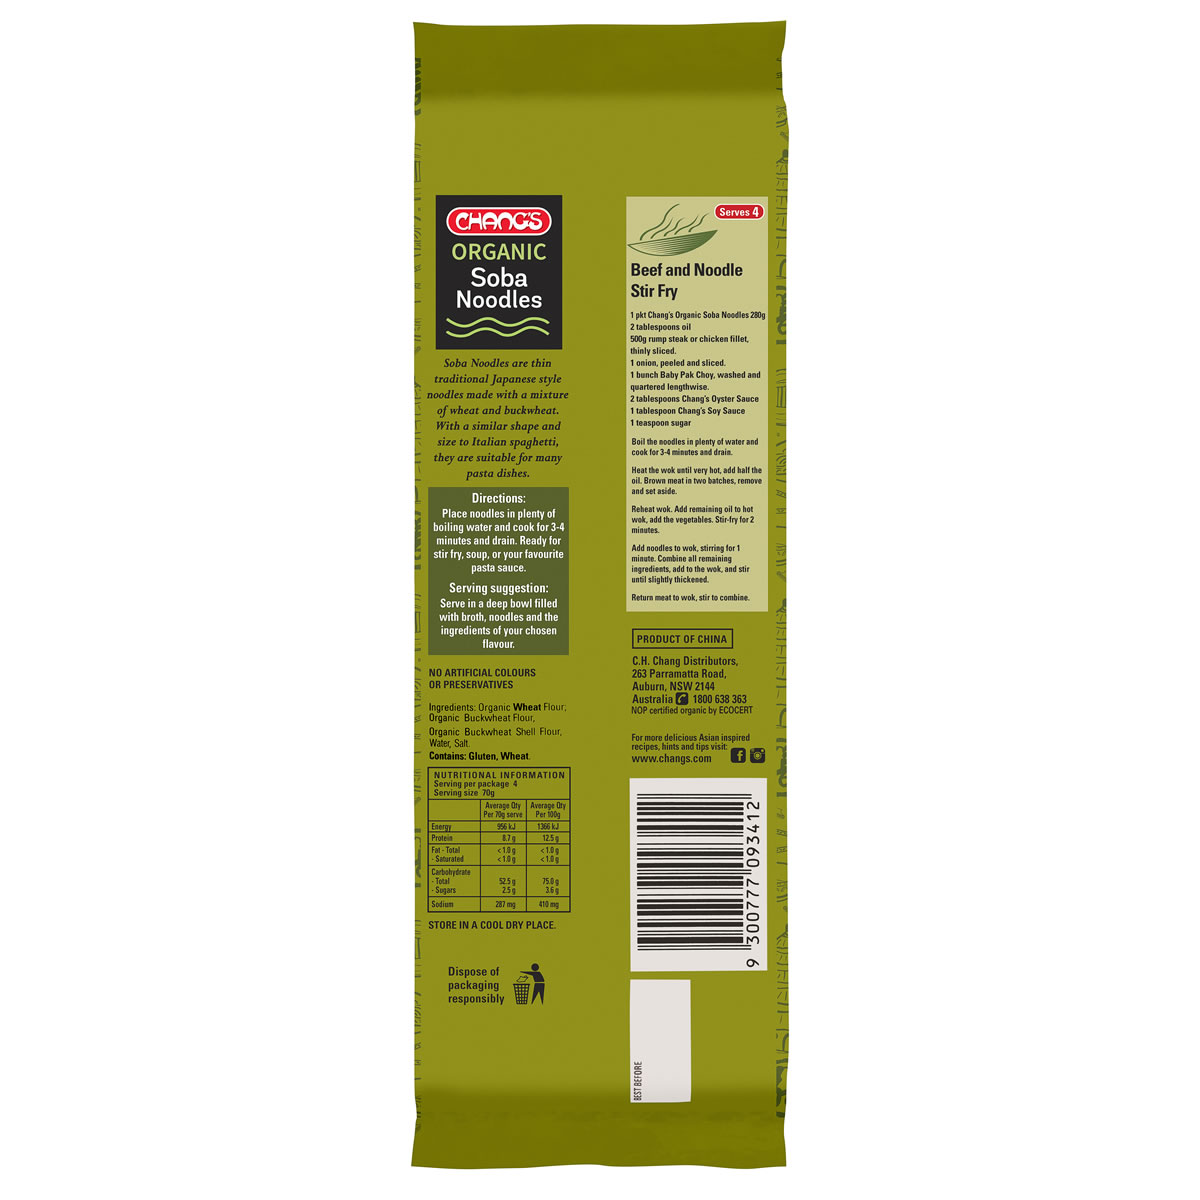 CHANG'S
ORGANIC
Soba
Noodles
Soba Noodles are thin
traditional Japanese style
noodles made with a mixture
of wheat and buckwheat.
With a similar shape and
size to Italian spaghetti,
they are suitable for many
pasta dishes.
Directions:
Place noodles in plenty of
boiling water and cook for 3-4
minutes and drain. Ready for
stir fry, soup, or your favourite
pasta sauce.
Serving suggestion:
Serve in a deep bowl filled
with broth, noodles and the
ingredients of your chosen
flavour.
NO ARTIFICIAL COLOURS
OR PRESERVATIVES
Ingredients: Organic Wheat Flour;
Organic Buckwheat Flour,
Organic Buckwheat Shell Flour,
Water, Salt.
Contains: Gluten, Wheat.
NUTRITIONAL INFORMATION
Serving per package 4
Serving size 70g
Average Qty Average Qty
Per 70g serve Per 100g
Energy 956 kJ 1366 kJ
Protein 8.7 g 12.5 g
Fat - Total <1.0 g <1.0 g
- Saturated <1.0 g <1.0 g
Carbohydrate
- Total 52.5 g 75.0 g
- Sugars 2.5 g 3.6 g
Sodium 287 mg 410 mg
STORE IN A COOL DRY PLACE.
Dispose of
packaging
responsibly
Serves 4
Beef and Noodle
Stir Fry
1 pkt Chang's Organic Soba Noodles 280g
2 tablespoons oil
500g rump steak or chicken fillet,
thinly sliced.
1 onion, peeled and sliced.
1 bunch Baby Pak Choy, washed and
quartered lengthwise.
2 tablespoons Chang's Oyster Sauce
1 tablespoon Chang's Soy Sauce
1 teaspoon sugar
Boil the noodles in plenty of water and
cook for 3-4 minutes and drain.
Heat the wok until very hot, add half the
oil. Brown meat in two batches, remove
and set aside.
Reheat wok. Add remaining oil to hot
wok, add the vegetables. Stir-fry for 2
minutes.
Add noodles to wok, stirring for 1
minute. Combine all remaining
ingredients, add to the wok, and stir
until slightly thickened.
Return meat to wok, stir to combine.
PRODUCT OF CHINA
C.H. Chang Distributors,
263 Parramatta Road,
Auburn, NSW 2144
Australia 1800 638 363
NOP certified organic by ECOCERT
For more delicious Asian inspired
recipes, hints and tips visit:
www.changs.com
9 300777 093412
BEST BEFORE